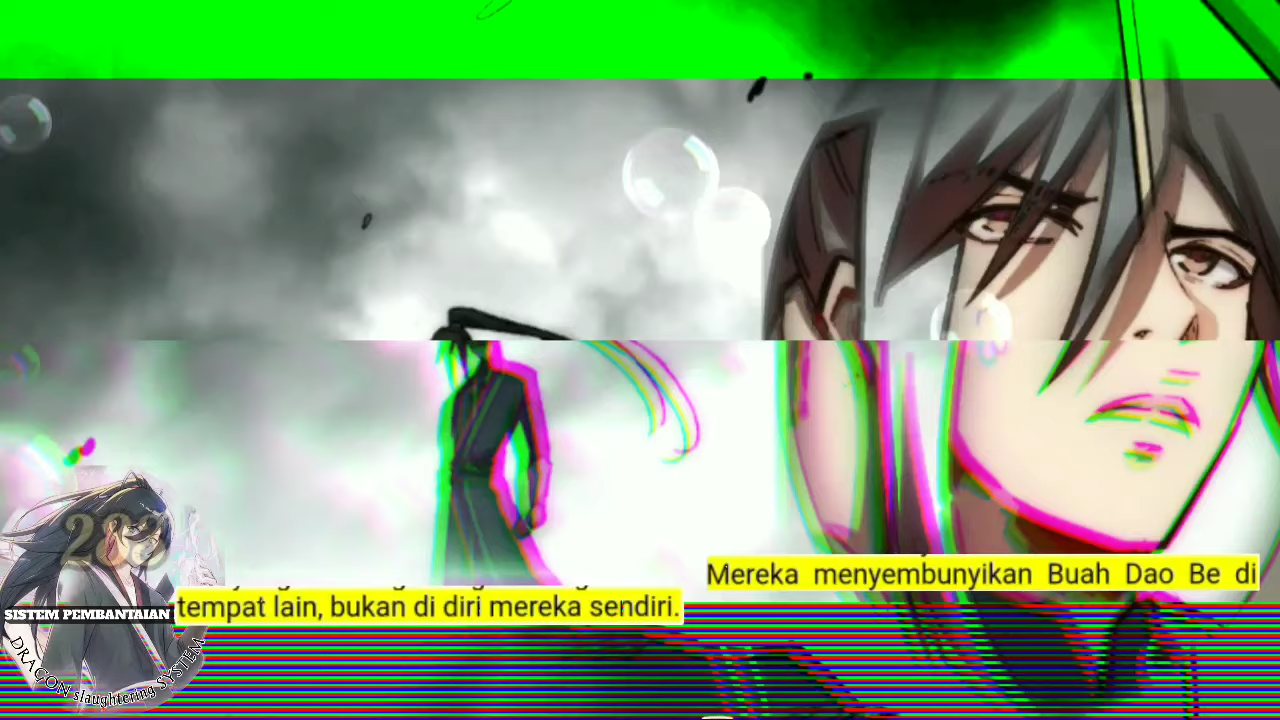 Mereka menyembunyikan Buah Dao Be di
tempat lain, bukan di diri mereka sendiri.
SISTEM PEMBANTAIAN
DRAGON slaughtering SYSTEM